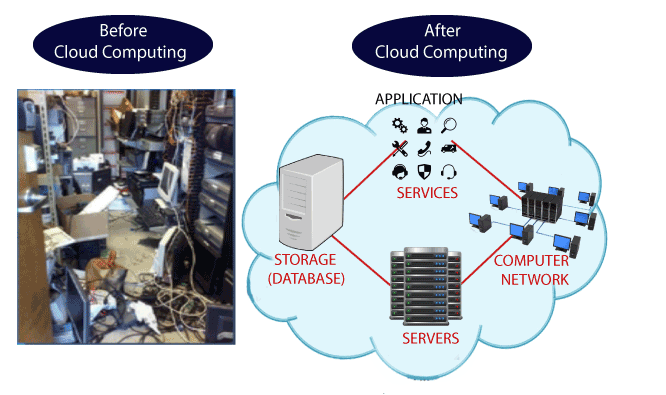 Before
Cloud Computing
After
Cloud Computing
APPLICATION
SERVICES
STORAGE
(DATABASE)
COMPUTER
NETWORK
SERVERS